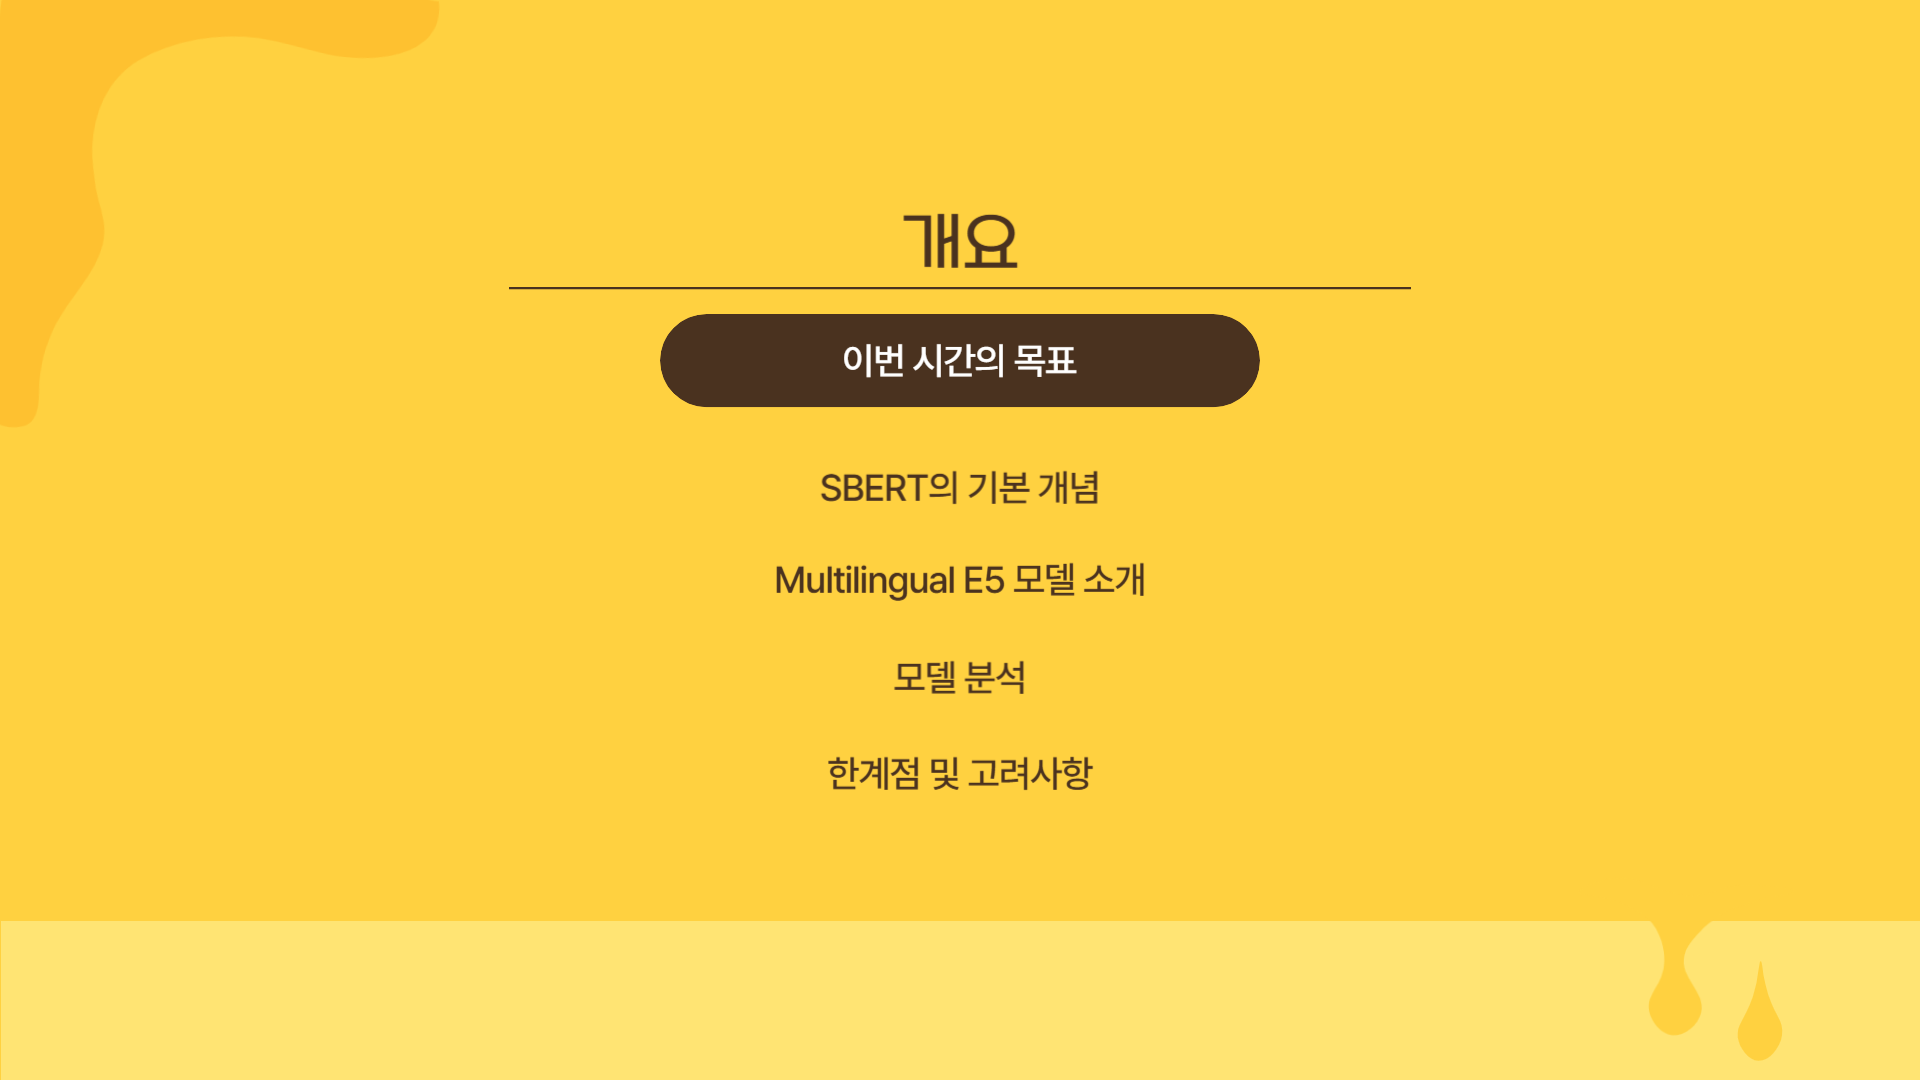 개요
이번 시간의 목표
SBERT의 기본 개념
Multilingual E5 모델 소개
모델 분석
한계점 및 고려사항